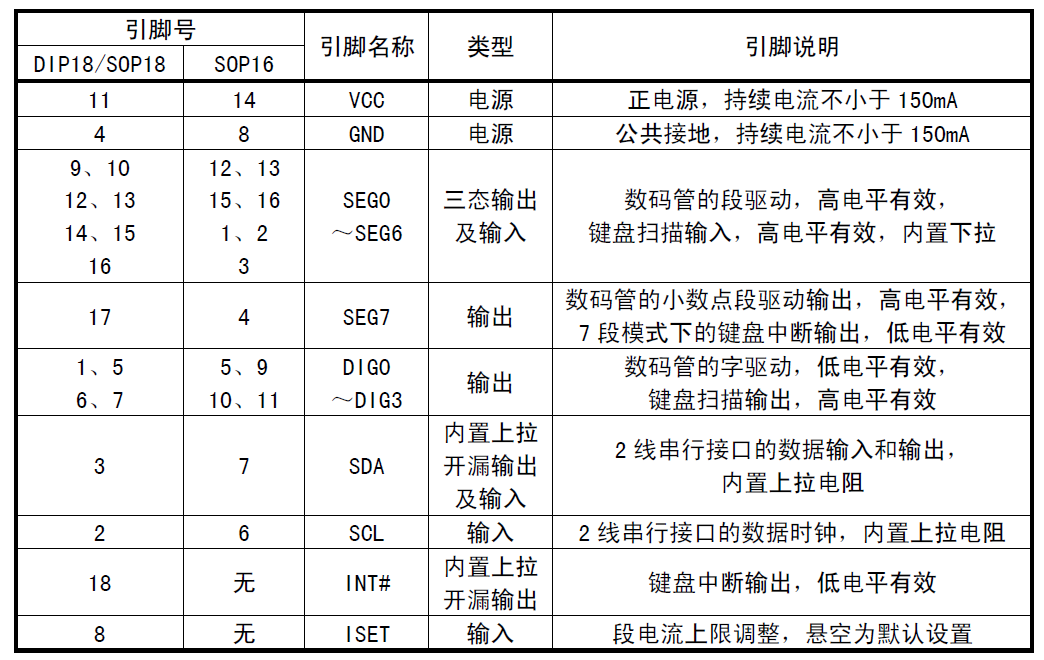 引脚号 引脚名称 类型 引脚说明
DIP18/SOP18 SOP16
11 14 VCC 电源 正电源，持续电流不小于 150mA
4 8 GND 电源 公共接地，持续电流不小于 150mA
9、10 12、13
12、13 15、16 SEG0 三态输出 数码管的段驱动，高电平有效，
14、15 1、2 ～SEG6 及输入 键盘扫描输入，高电平有效，内置下拉
16 3
17 4 SEG7 输出 数码管的小数点段驱动输出，高电平有效，
7 段模式下的键盘中断输出，低电平有效
1、5 5、9 DIG0 输出 数码管的字驱动，低电平有效，
6、7 10、11 ～DIG3 键盘扫描输出，高电平有效
3 7 SDA 内置上拉
开漏输出
及输入
2 线串行接口的数据输入和输出，
内置上拉电阻
2 6 SCL 输入 2 线串行接口的数据时钟，内置上拉电阻
18 无 INT# 内置上拉
开漏输出
键盘中断输出，低电平有效
8 无 ISET 输入 段电流上限调整，悬空为默认设置